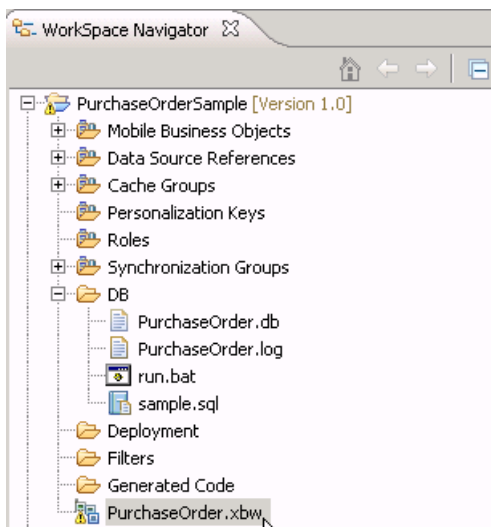 WorkSpace Navigator
PurchaseOrderSample [Version 1.0]
Mobile Business Objects
Data Source References
Cache Groups
Personalization Keys
Roles
Synchronization Groups
DB
PurchaseOrder.db
PurchaseOrder.log
run.bat
sample.sql
Deployment
Filters
Generated Code
PurchaseOrder.xbw